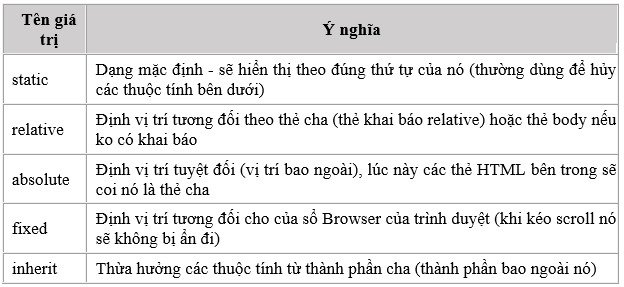 Tên giá
trị
Ý nghĩa
static
Dạng mặc định - sẽ hiển thị theo đúng thứ tự của nó (thường dùng để hủy
các thuộc tính bên dưới)
relative
Định vị trí tương đối theo thẻ cha (thẻ khai báo relative) hoặc thẻ body nếu
ko có khai báo
absolute
Định vị trí tuyệt đối (vị trí bao ngoài), lúc này các thẻ HTML bên trong sẽ
coi nó là thẻ cha
fixed
Định vị trí tương đối cho của sổ Browser của trình duyệt (khi kéo scroll nó
sẽ không bị ẩn đi)
inherit
Thừa hưởng các thuộc tính từ thành phần cha (thành phần bao ngoài nó)